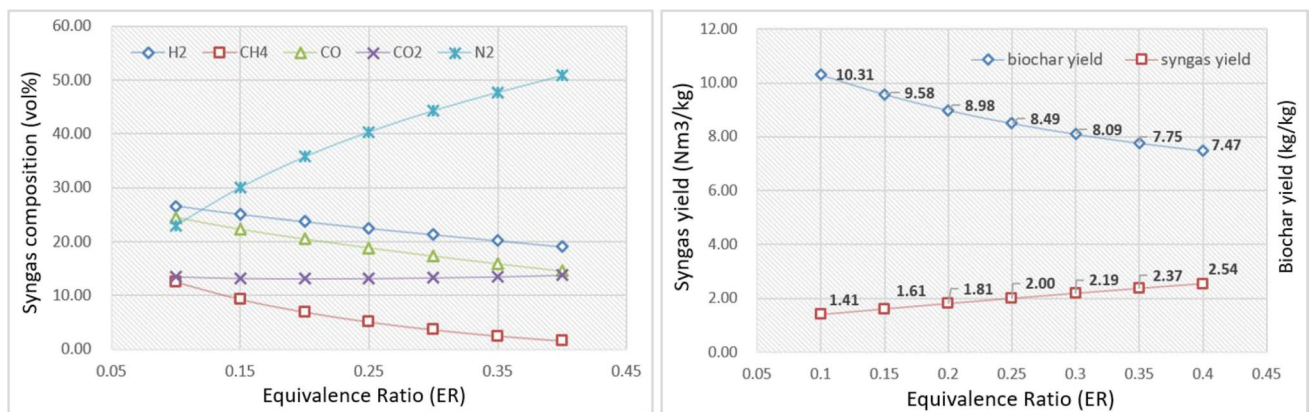 60.00
H2 CH4 CO CO2 N2
50.00
40.00
30.00
20.00
10.00
0.00
0.05 0.15 0.25 0.35 0.45
Syngas composition (vol%)
Equivalence Ratio (ER)
12.00
biochar yield syngas yield
10.00
8.00
6.00
4.00
2.00
0.00
10.31 9.58 8.98 8.49 8.09 7.75 7.47
1.41 1.61 1.81 2.00 2.19 2.37 2.54
0.05 0.1 0.15 0.2 0.25 0.3 0.35 0.4 0.45
Syngas yield (Nm3/kg)
Biochar yield (kg/kg)
Equivalence Ratio (ER)